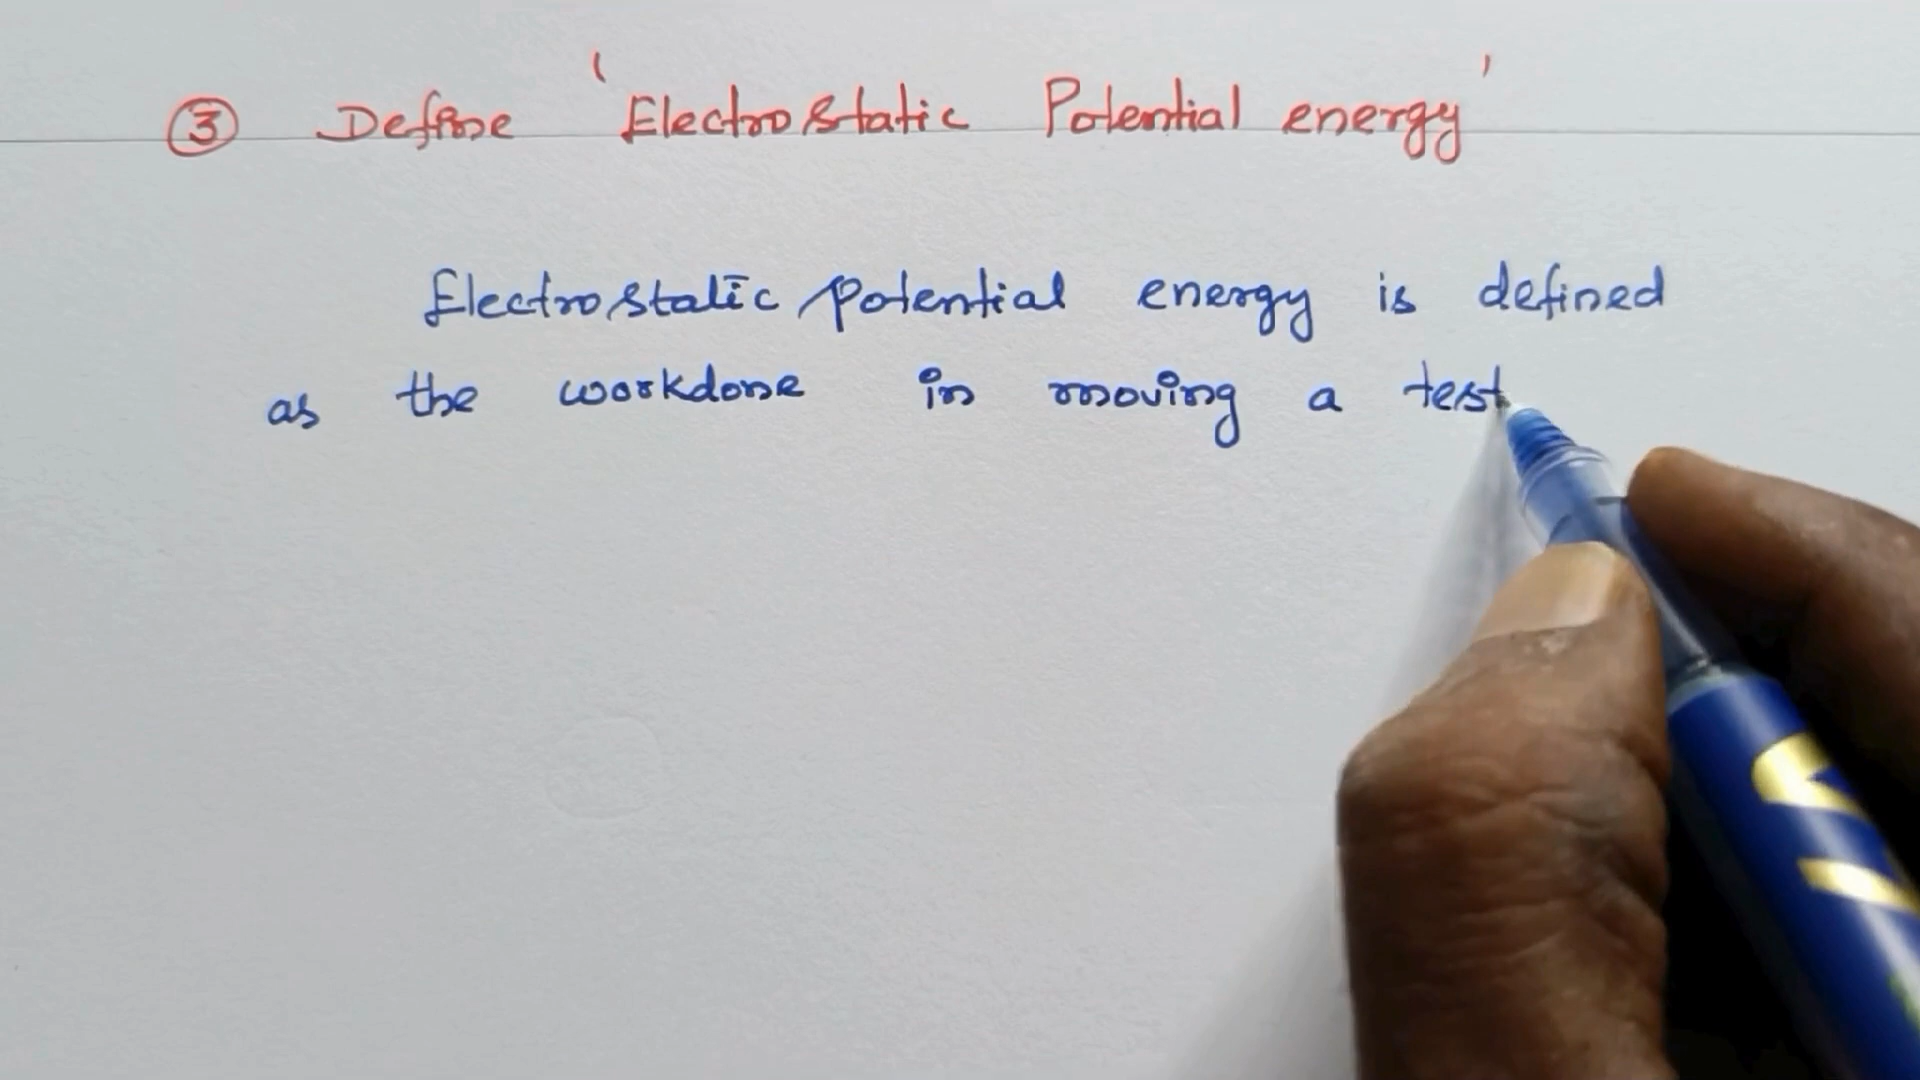 ③ Define 'Electrostatic Potential energy'
Electrostatic potential energy is defined
as the workdone in moving a test